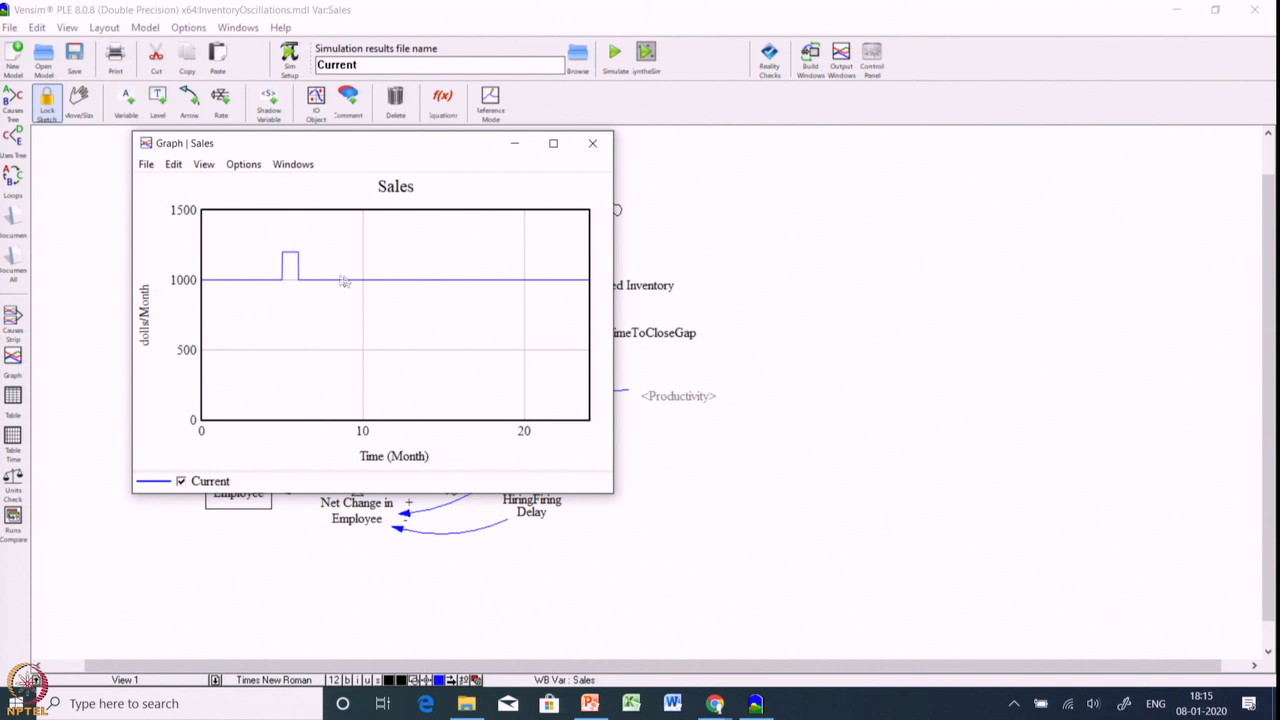 Vensim® PLE 8.0.8 (Double Precision) x64:InventoryOscillations.mdl Var:Sales
File Edit View Layout Model Options Windows Help
New Model
Open Model
Save
Print
Cut
Copy
Paste
Sim Setup
Simulation results file name
Current
Browse
Simulate
SyntheSim
Reality Checks
Build Windows
Output Windows
Control Panel
Causes Tree
Lock Sketch
Move/Size
Variable
Level
Arrow
Rate
Shadow Variable
IO Object
Comment
Delete
f(x)
Equations
Reference Mode
Uses Tree
Loops
Documen
Documen All
Causes Strip
Graph
Table
Table Time
Units Check
Runs Compare
Graph | Sales
File Edit View Options Windows
Sales
1500
1000
500
0
dolls/Month
0 10 20
Time (Month)
Current
ed Inventory
TimeToCloseGap
<Productivity>
Employee
Net Change in
Employee
+
-
HiringFiring
Delay
View 1
Times New Roman
12 b i u s
WB Var : Sales
Type here to search
ENG
18:15
08-01-2020
NPTEL